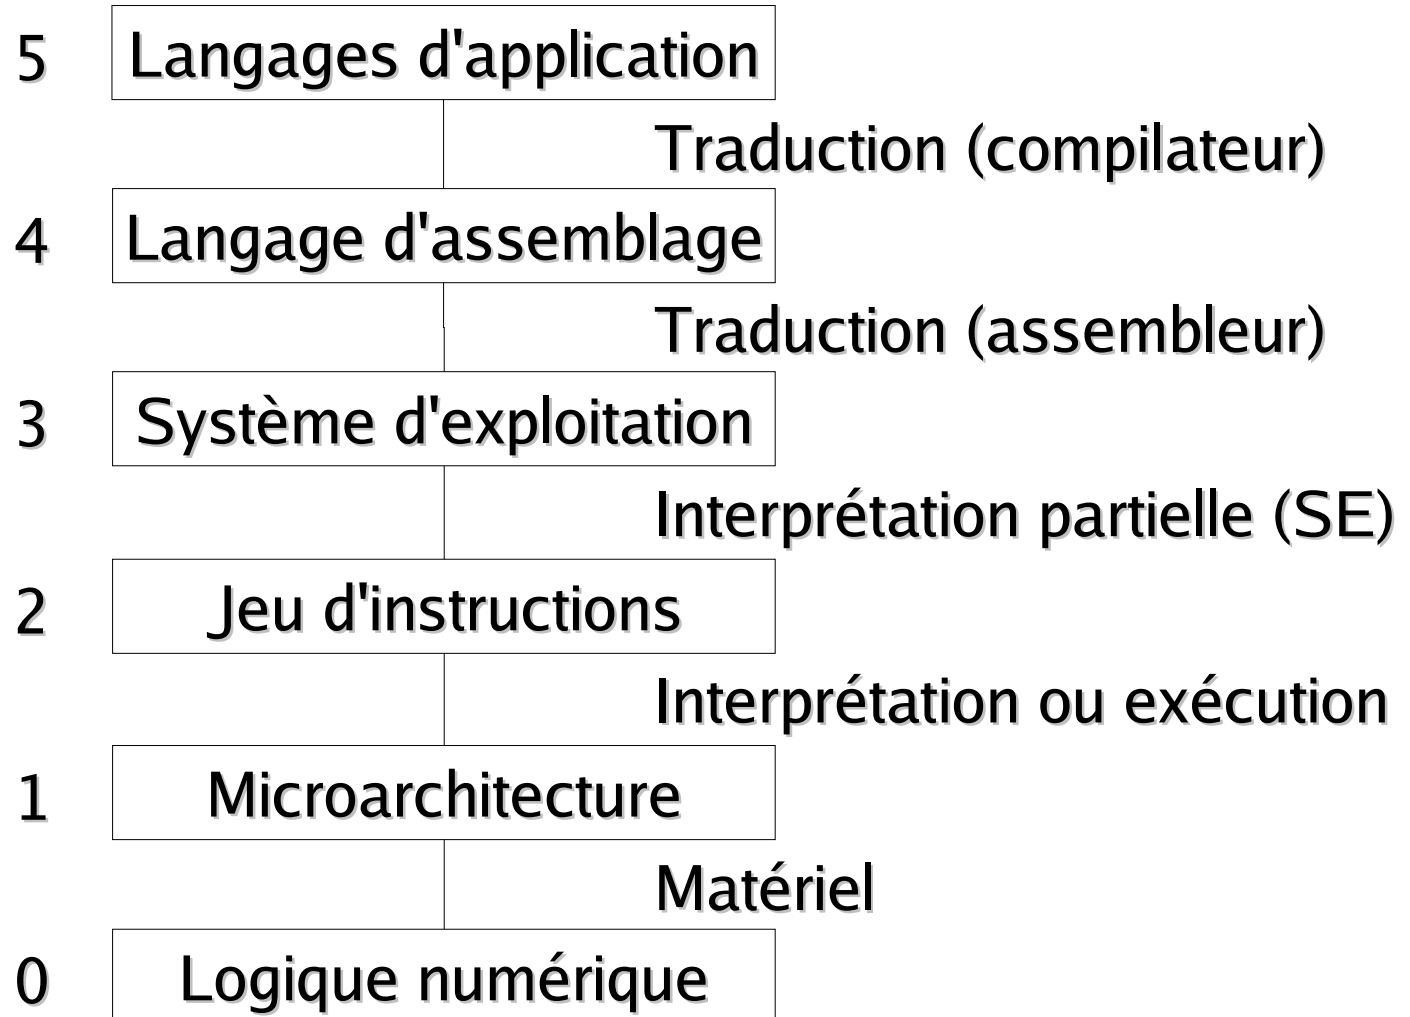 5 Langages d'application
Traduction (compilateur)
4 Langage d'assemblage
Traduction (assembleur)
3 Système d'exploitation
Interprétation partielle (SE)
2 Jeu d'instructions
Interprétation ou exécution
1 Microarchitecture
Matériel
0 Logique numérique